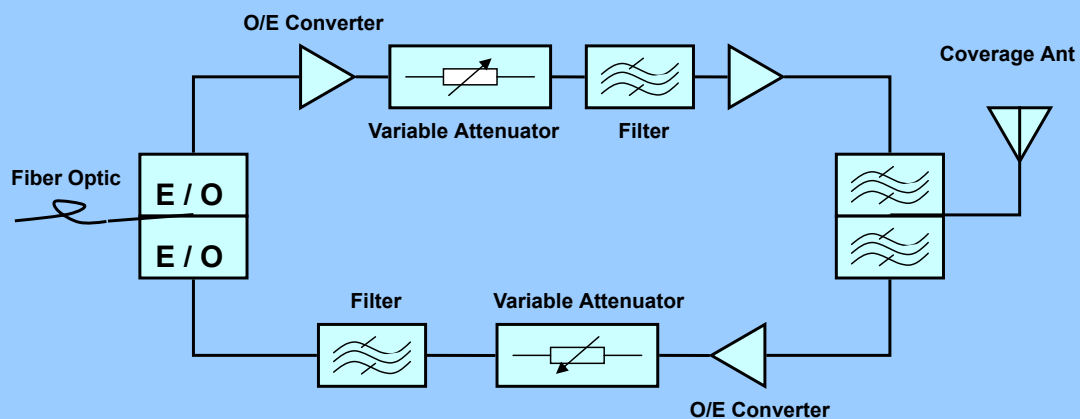 O/E Converter
Coverage Ant
Variable Attenuator
Filter
Fiber Optic
E / O
E / O
Filter
Variable Attenuator
O/E Converter